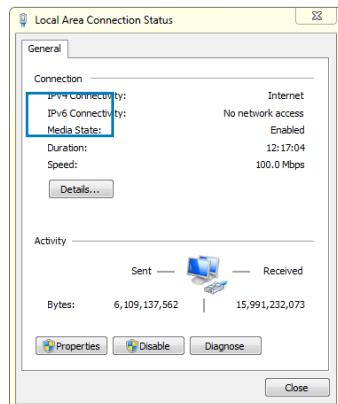 Local Area Connection Status
General
Connection
IPv4 Connectivity: Internet
IPv6 Connectivity: No network access
Media State: Enabled
Duration: 12:17:04
Speed: 100.0 Mbps
Details...
Activity
Sent Received
Bytes: 6,109,137,562 15,991,232,073
Properties Disable Diagnose
Close